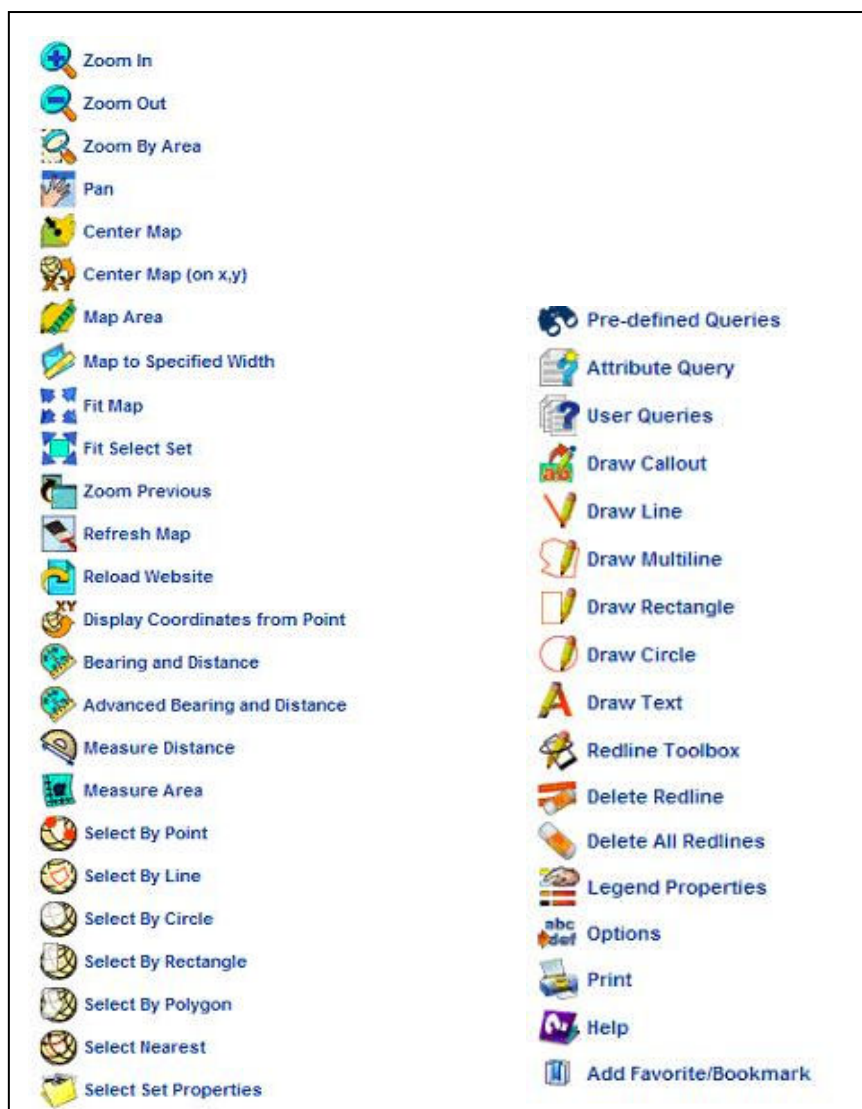 Zoom In
Zoom Out
Zoom By Area
Pan
Center Map
Center Map (on x,y)
Map Area
Map to Specified Width
Fit Map
Fit Select Set
Zoom Previous
Refresh Map
Reload Website
XY
Display Coordinates from Point
Bearing and Distance
Advanced Bearing and Distance
Measure Distance
Measure Area
Select By Point
Select By Line
Select By Circle
Select By Rectangle
Select By Polygon
Select Nearest
Select Set Properties
Pre-defined Queries
Attribute Query
User Queries
ab
Draw Callout
Draw Line
Draw Multiline
Draw Rectangle
Draw Circle
Draw Text
Redline Toolbox
Delete Redline
Delete All Redlines
Legend Properties
abc
def
Options
Print
Help
Add Favorite/Bookmark